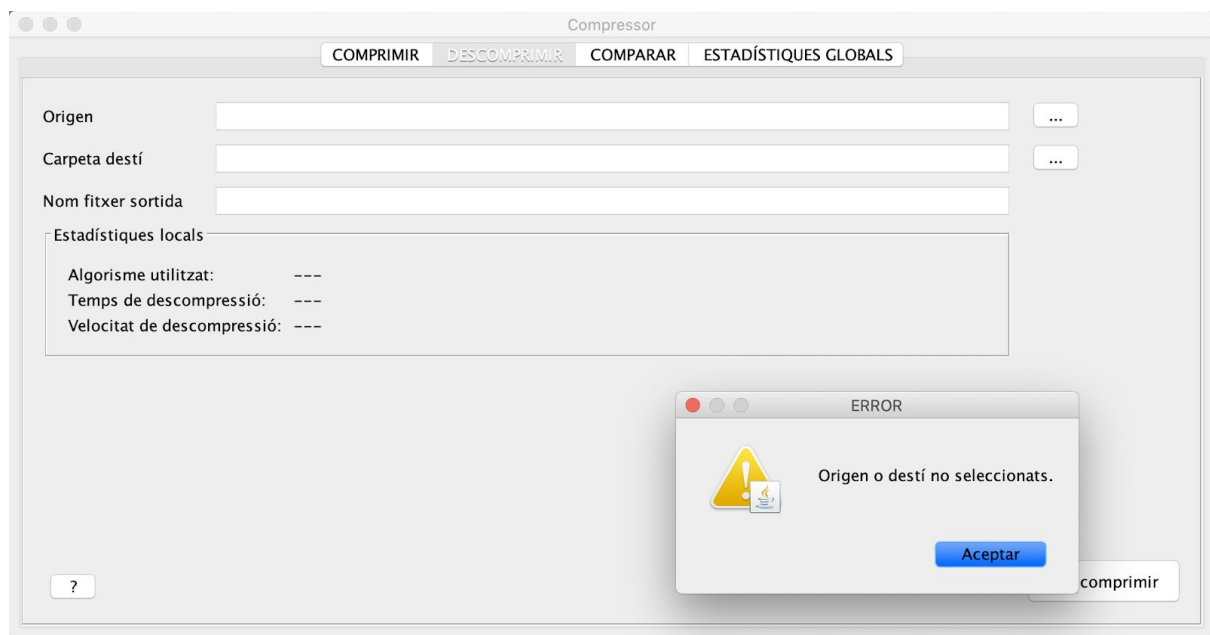 Compressor
COMPRIMIR DESCOMPRIMIR COMPARAR ESTADÍSTIQUES GLOBALS
Origen ...
Carpeta destí ...
Nom fitxer sortida
Estadístiques locals
Algorisme utilitzat: ---
Temps de descompressió: ---
Velocitat de descompressió: ---
ERROR
Origen o destí no seleccionats.
Aceptar
? comprimir